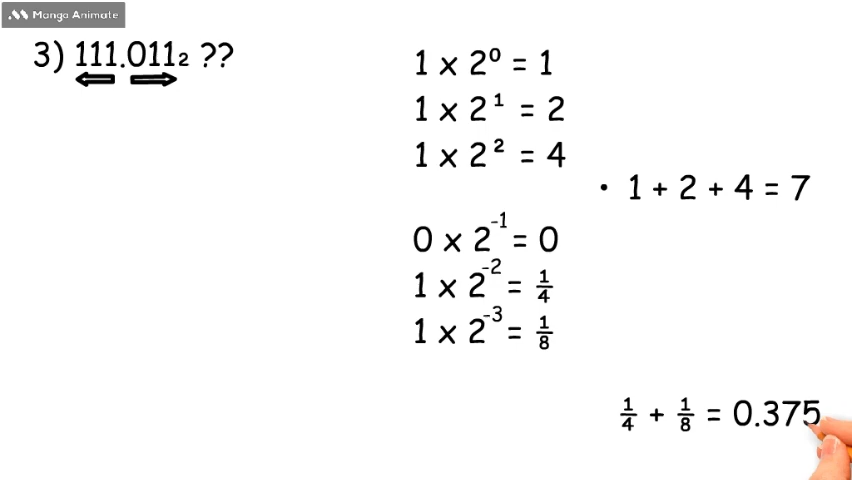 Mango Animate
3) 111.011₂ ??
1 x 2⁰ = 1
1 x 2¹ = 2
1 x 2² = 4
• 1 + 2 + 4 = 7
0 x 2⁻¹ = 0
1 x 2⁻² = 1/4
1 x 2⁻³ = 1/8
1/4 + 1/8 = 0.375